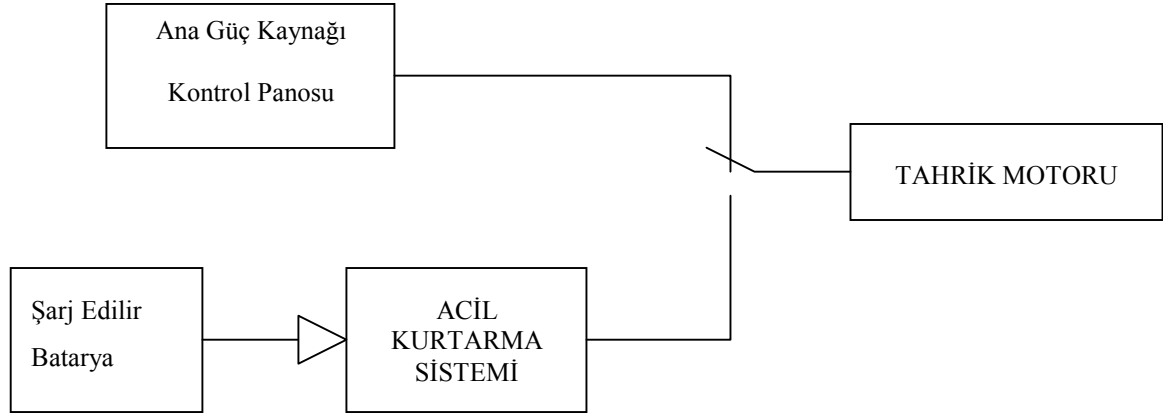 Ana Güç Kaynağı
Kontrol Panosu
TAHRİK MOTORU
Şarj Edilir
Batarya
ACİL
KURTARMA
SİSTEMİ